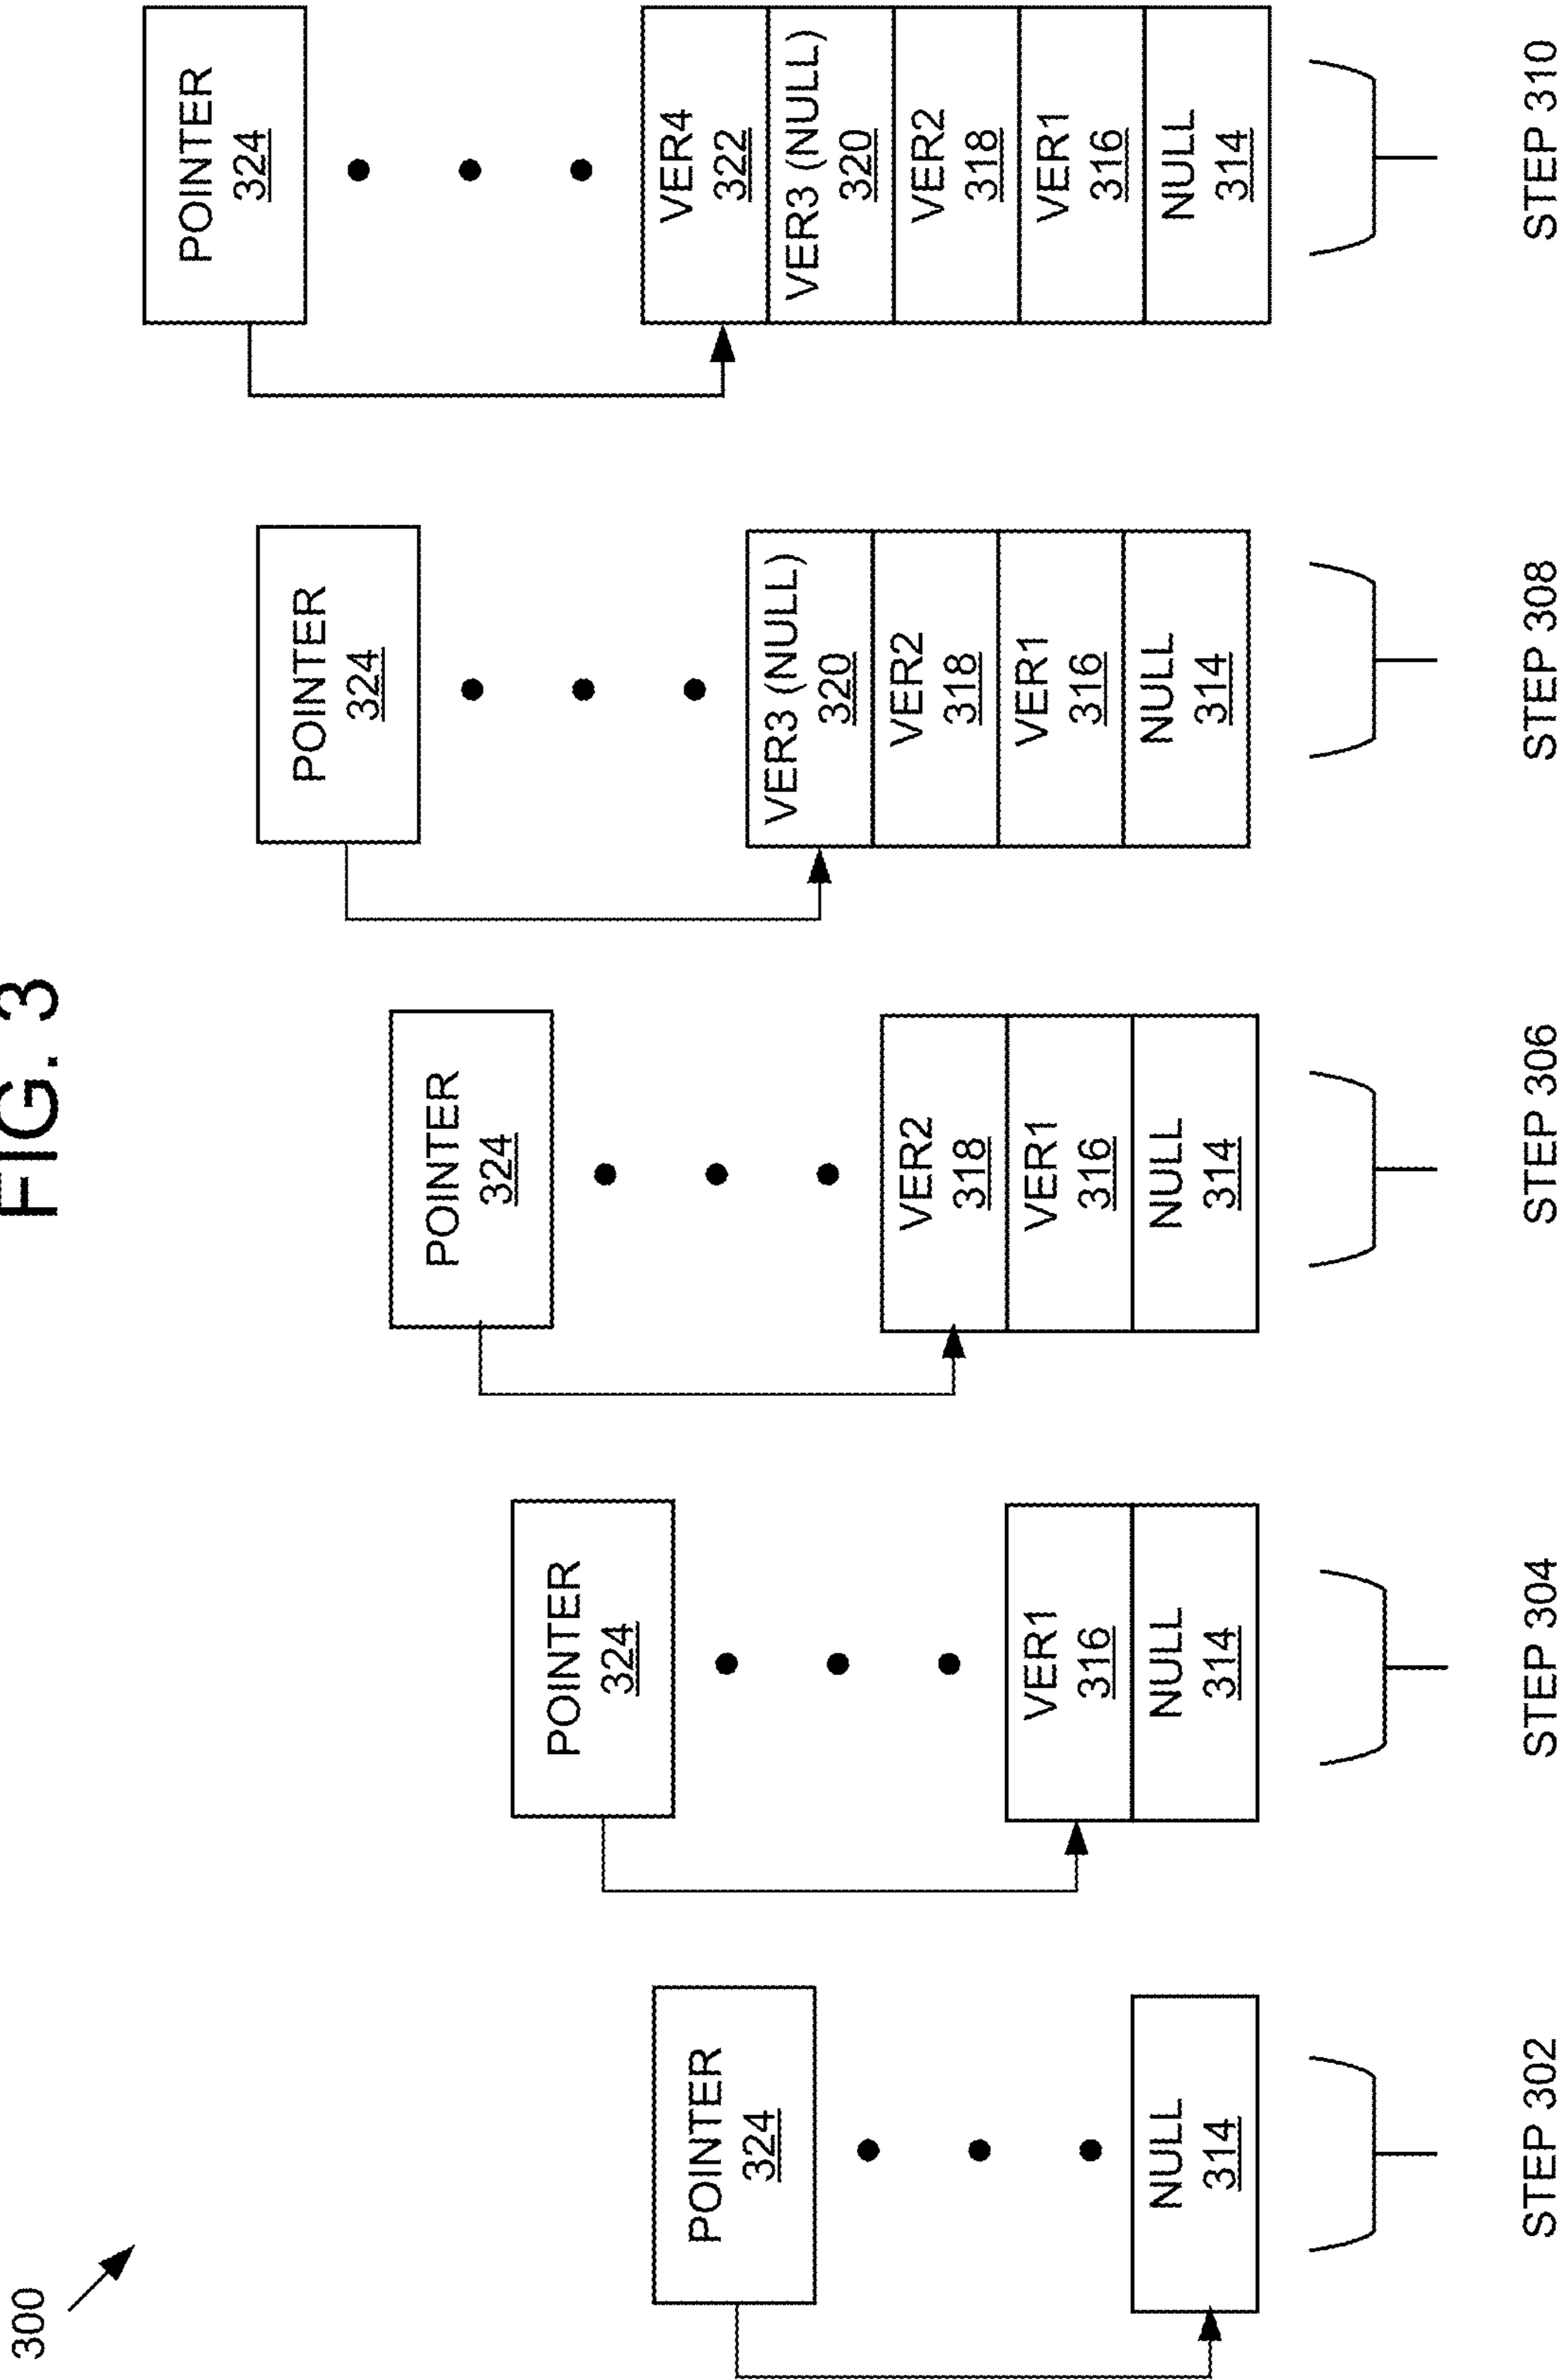 FIG. 3
300
POINTER
324
NULL
314
STEP 302
POINTER
324
VER1
316
NULL
314
STEP 304
POINTER
324
VER2
318
VER1
316
NULL
314
STEP 306
POINTER
324
VER3 (NULL)
320
VER2
318
VER1
316
NULL
314
STEP 308
POINTER
324
VER4
322
VER3 (NULL)
320
VER2
318
VER1
316
NULL
314
STEP 310